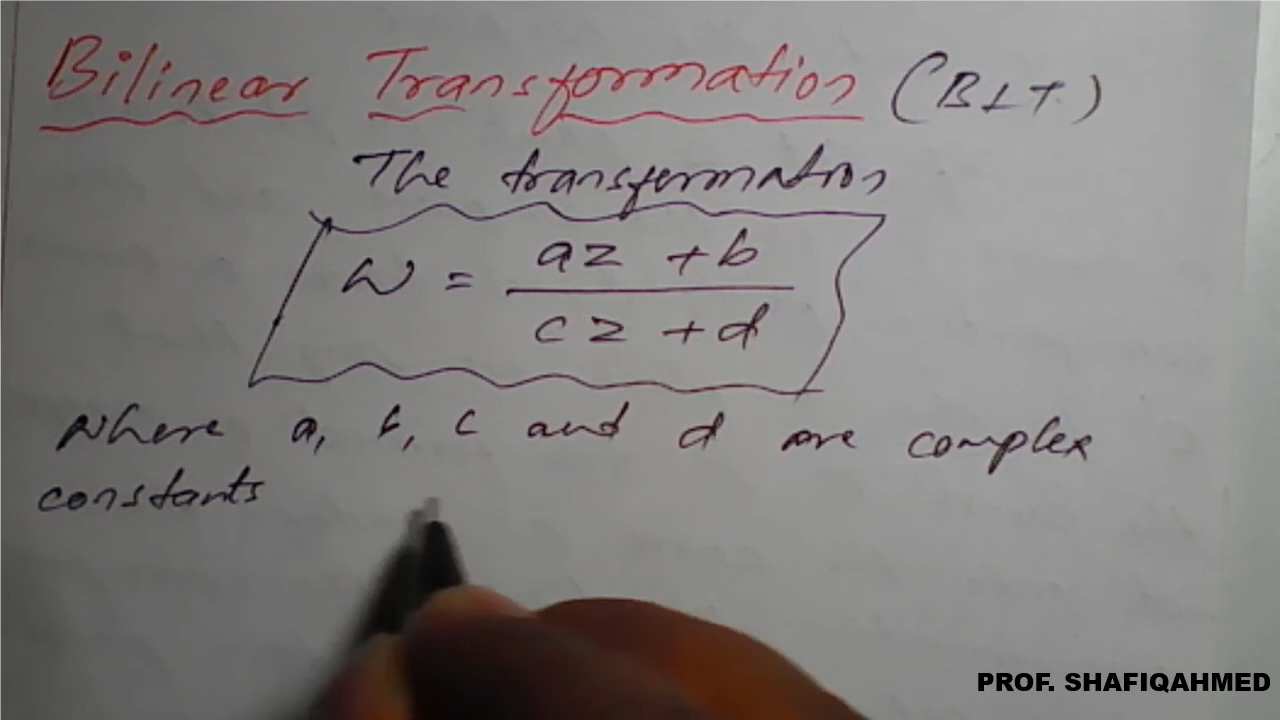 Bilinear Transformation (BLT)
The transformation
w = az + b / cz + d
Where a, b, c and d are complex
constants
PROF. SHAFIQAHMED